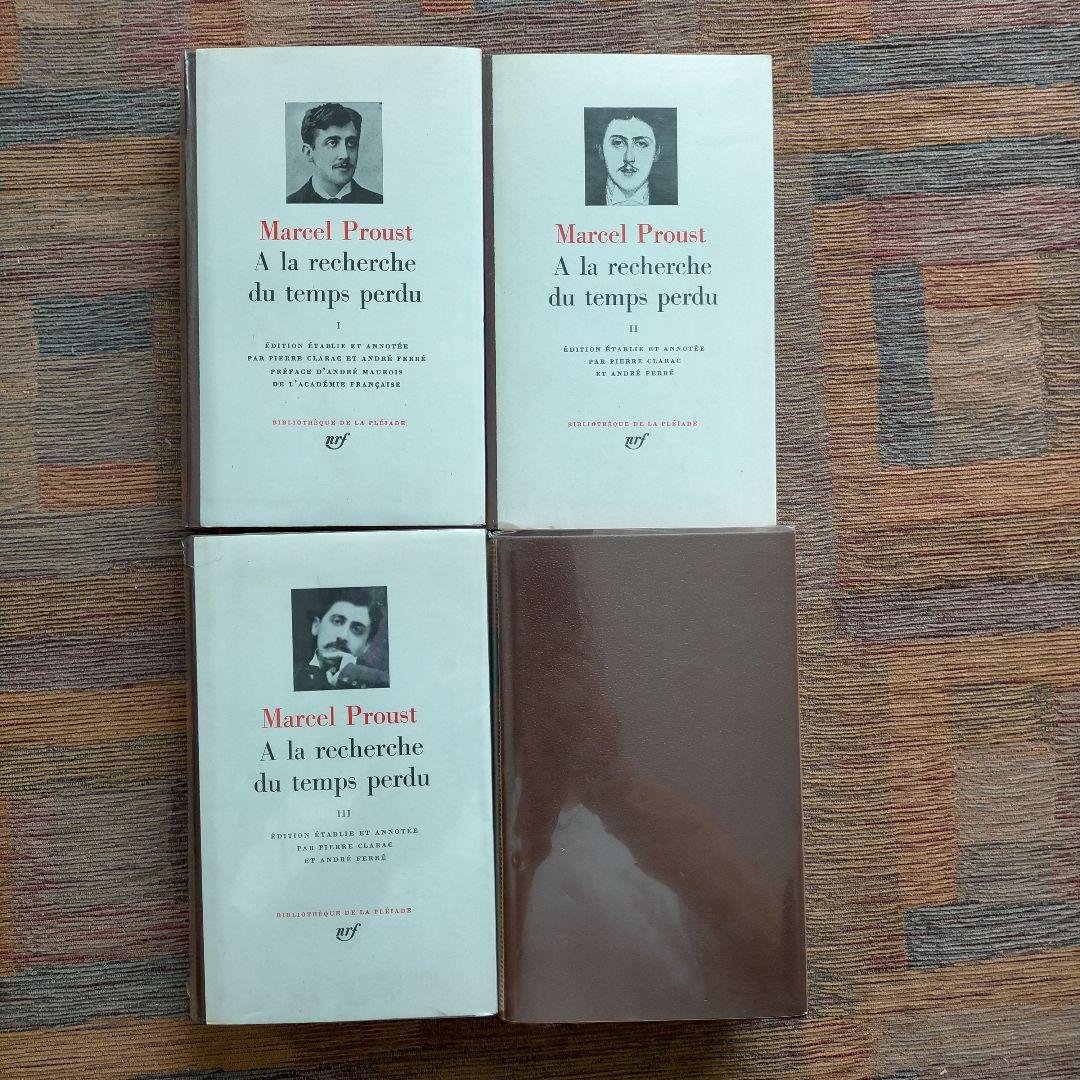 Marcel Proust
A la recherche
du temps perdu
I
ÉDITION ÉTABLIE ET ANNOTÉE
PAR PIERRE CLARAC ET ANDRÉ FERRÉ
PRÉFACE D'ANDRÉ MAUROIS
DE L'ACADÉMIE FRANÇAISE
BIBLIOTHÈQUE DE LA PLÉIADE
nrf
Marcel Proust
A la recherche
du temps perdu
II
ÉDITION ÉTABLIE ET ANNOTÉE
PAR PIERRE CLARAC
ET ANDRÉ FERRÉ
BIBLIOTHÈQUE DE LA PLÉIADE
nrf
Marcel Proust
A la recherche
du temps perdu
III
ÉDITION ÉTABLIE ET ANNOTÉE
PAR PIERRE CLARAC
ET ANDRÉ FERRÉ
BIBLIOTHÈQUE DE LA PLÉIADE
nrf